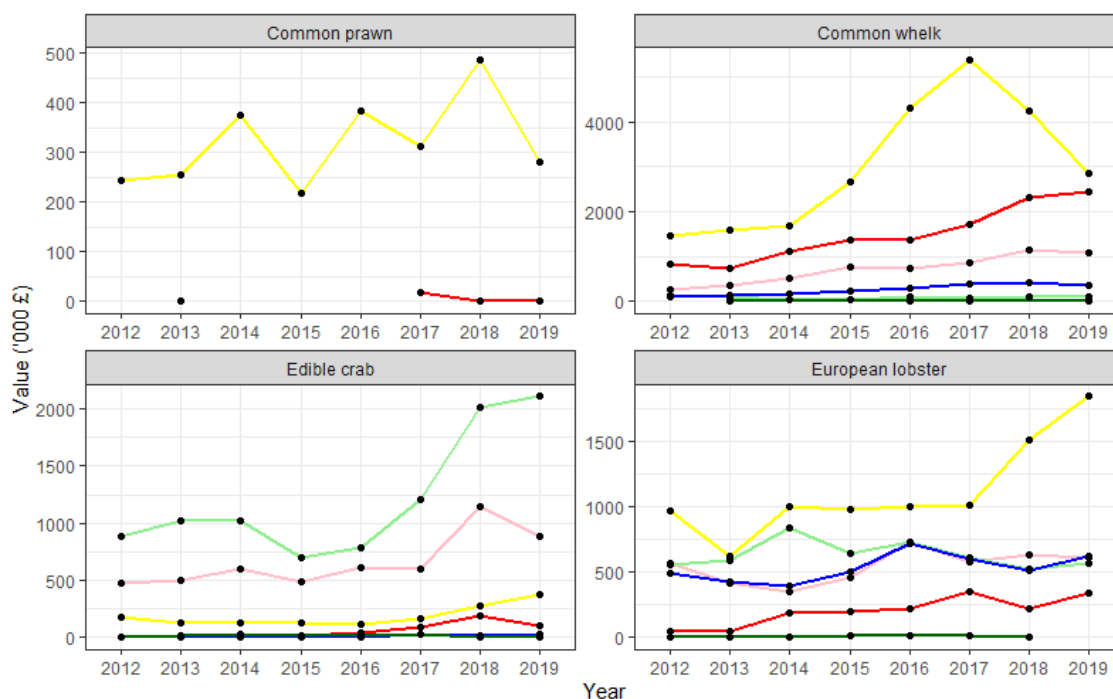 Common prawn
Common whelk
500
400
300
200
100
0
4000
2000
0
2012 2013 2014 2015 2016 2017 2018 2019
2012 2013 2014 2015 2016 2017 2018 2019
Value ('000 £)
Edible crab
European lobster
2000
1500
1000
500
0
1500
1000
500
0
2012 2013 2014 2015 2016 2017 2018 2019
2012 2013 2014 2015 2016 2017 2018 2019
Year